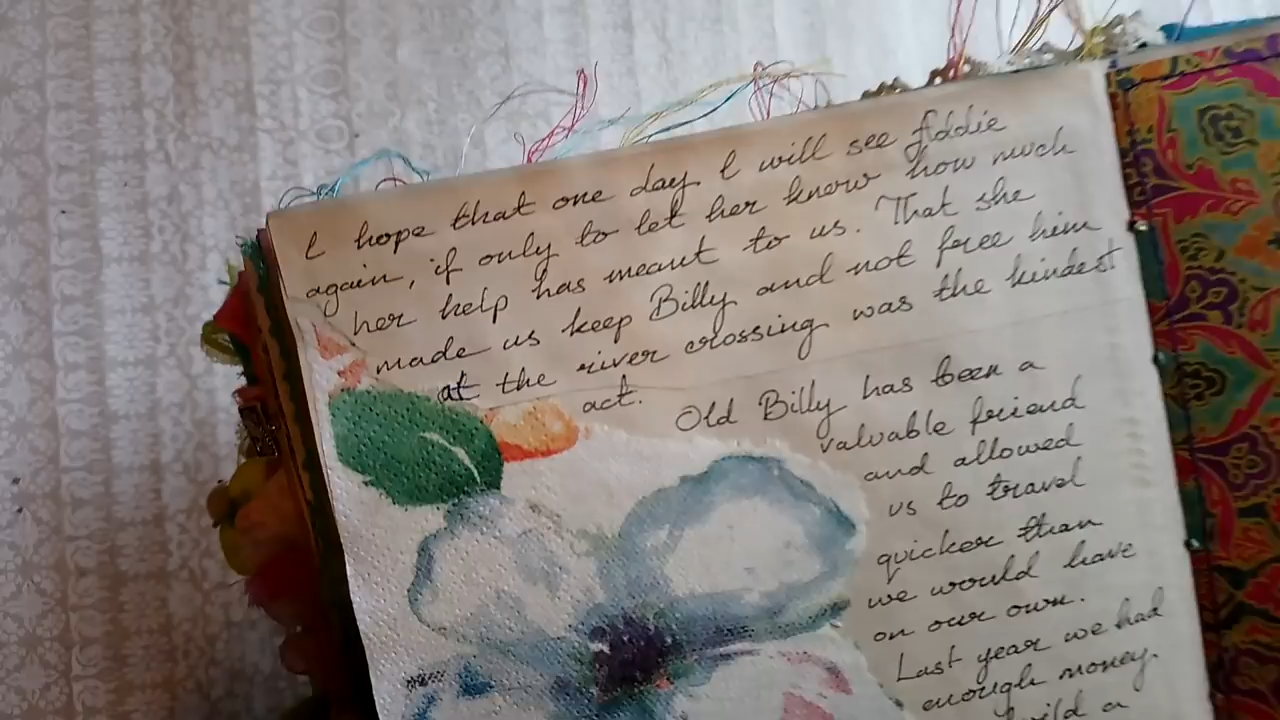 I hope that one day I will see Addie
again, if only to let her know how much
her help has meant to us. That she
made us keep Billy and not free him
at the river crossing was the kindest
act.
Old Billy has been a
valuable friend
and allowed
us to travel
quicker than
we would have
on our own.
Last year we had
enough money
build a